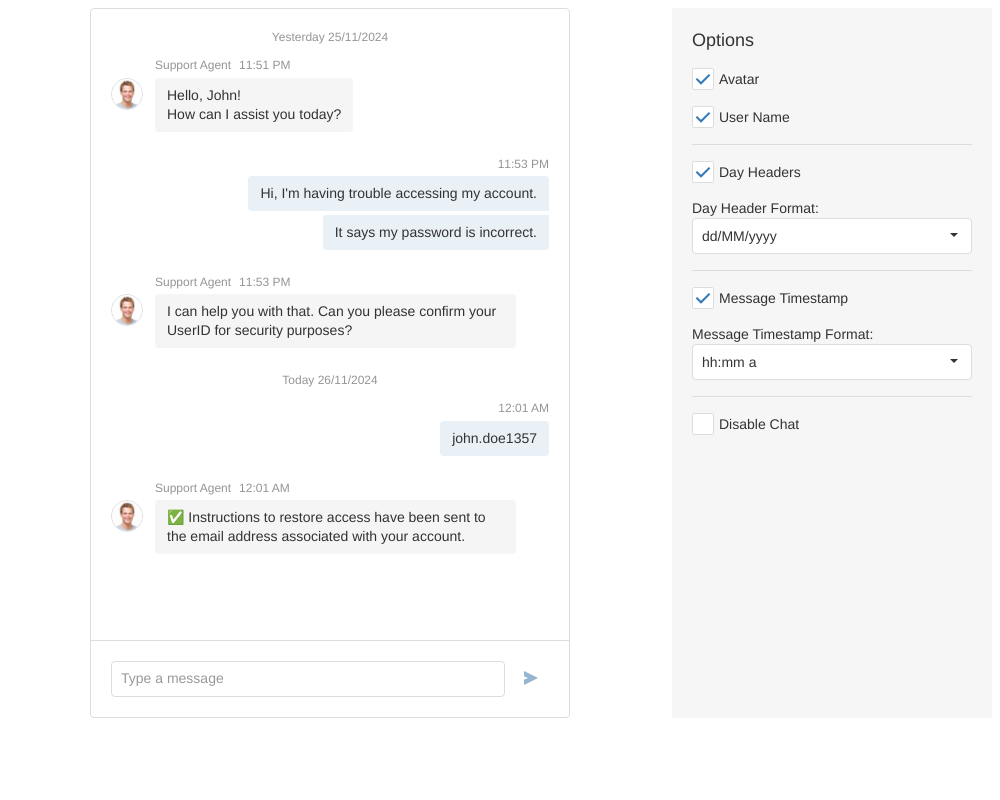 Yesterday 25/11/2024
Support Agent 11:51 PM
Hello, John!
How can I assist you today?
11:53 PM
Hi, I'm having trouble accessing my account.
It says my password is incorrect.
Support Agent 11:53 PM
I can help you with that. Can you please confirm your
UserID for security purposes?
Today 26/11/2024
12:01 AM
john.doe1357
Support Agent 12:01 AM
✅ Instructions to restore access have been sent to
the email address associated with your account.
Type a message
Options
Avatar
User Name
Day Headers
Day Header Format:
dd/MM/yyyy
Message Timestamp
Message Timestamp Format:
hh:mm a
Disable Chat